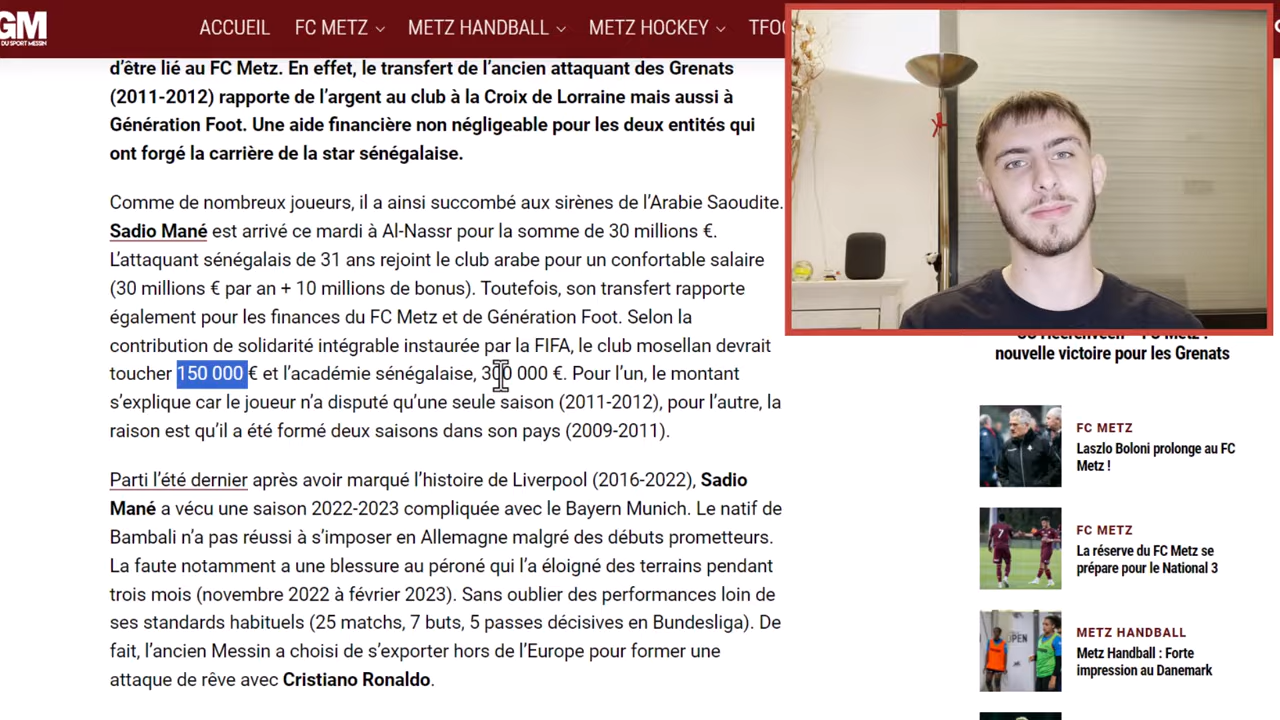 GM
DU SPORT MESSIN
ACCUEIL
FC METZ
METZ HANDBALL
METZ HOCKEY
TFOC
d’être lié au FC Metz. En effet, le transfert de l’ancien attaquant des Grenats
(2011-2012) rapporte de l’argent au club à la Croix de Lorraine mais aussi à
Génération Foot. Une aide financière non négligeable pour les deux entités qui
ont forgé la carrière de la star sénégalaise.
Comme de nombreux joueurs, il a ainsi succombé aux sirènes de l’Arabie Saoudite.
Sadio Mané est arrivé ce mardi à Al-Nassr pour la somme de 30 millions €.
L’attaquant sénégalais de 31 ans rejoint le club arabe pour un confortable salaire
(30 millions € par an + 10 millions de bonus). Toutefois, son transfert rapporte
également pour les finances du FC Metz et de Génération Foot. Selon la
contribution de solidarité intégrable instaurée par la FIFA, le club mosellan devrait
toucher 150 000 € et l’académie sénégalaise, 300 000 €. Pour l’un, le montant
s’explique car le joueur n’a disputé qu’une seule saison (2011-2012), pour l’autre, la
raison est qu’il a été formé deux saisons dans son pays (2009-2011).
Parti l’été dernier après avoir marqué l’histoire de Liverpool (2016-2022), Sadio
Mané a vécu une saison 2022-2023 compliquée avec le Bayern Munich. Le natif de
Bambali n’a pas réussi à s’imposer en Allemagne malgré des débuts prometteurs.
La faute notamment a une blessure au péroné qui l’a éloigné des terrains pendant
trois mois (novembre 2022 à février 2023). Sans oublier des performances loin de
ses standards habituels (25 matchs, 7 buts, 5 passes décisives en Bundesliga). De
fait, l’ancien Messin a choisi de s’exporter hors de l’Europe pour former une
attaque de rêve avec Cristiano Ronaldo.
nouvelle victoire pour les Grenats
FC METZ
Laszlo Boloni prolonge au FC
Metz !
FC METZ
La réserve du FC Metz se
prépare pour le National 3
METZ HANDBALL
Metz Handball : Forte
impression au Danemark